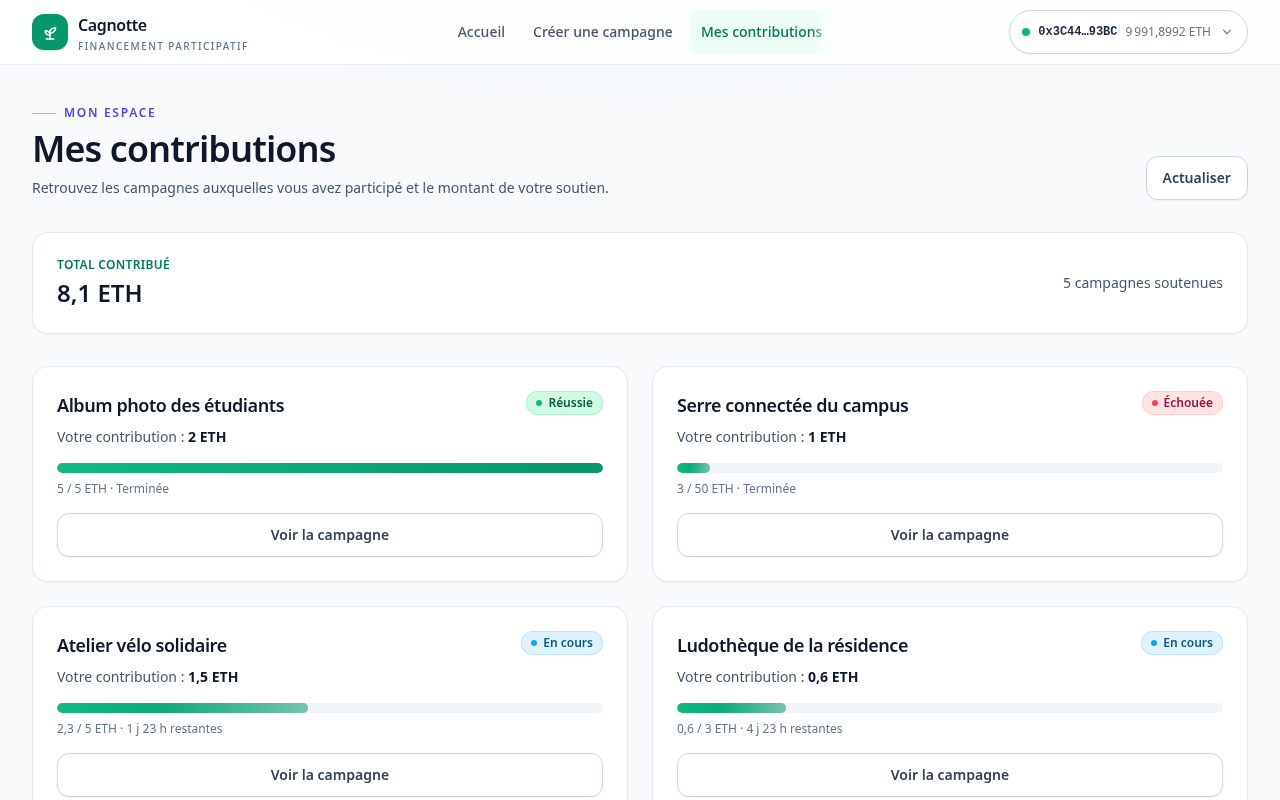 Cagnotte
FINANCEMENT PARTICIPATIF
Accueil
Créer une campagne
Mes contributions
0x3C44…93BC 9 991,8992 ETH
MON ESPACE
Mes contributions
Retrouvez les campagnes auxquelles vous avez participé et le montant de votre soutien.
Actualiser
TOTAL CONTRIBUÉ
8,1 ETH
5 campagnes soutenues
Album photo des étudiants
Réussie
Votre contribution : 2 ETH
5 / 5 ETH · Terminée
Voir la campagne
Serre connectée du campus
Échouée
Votre contribution : 1 ETH
3 / 50 ETH · Terminée
Voir la campagne
Atelier vélo solidaire
En cours
Votre contribution : 1,5 ETH
2,3 / 5 ETH · 1 j 23 h restantes
Voir la campagne
Ludothèque de la résidence
En cours
Votre contribution : 0,6 ETH
0,6 / 3 ETH · 4 j 23 h restantes
Voir la campagne